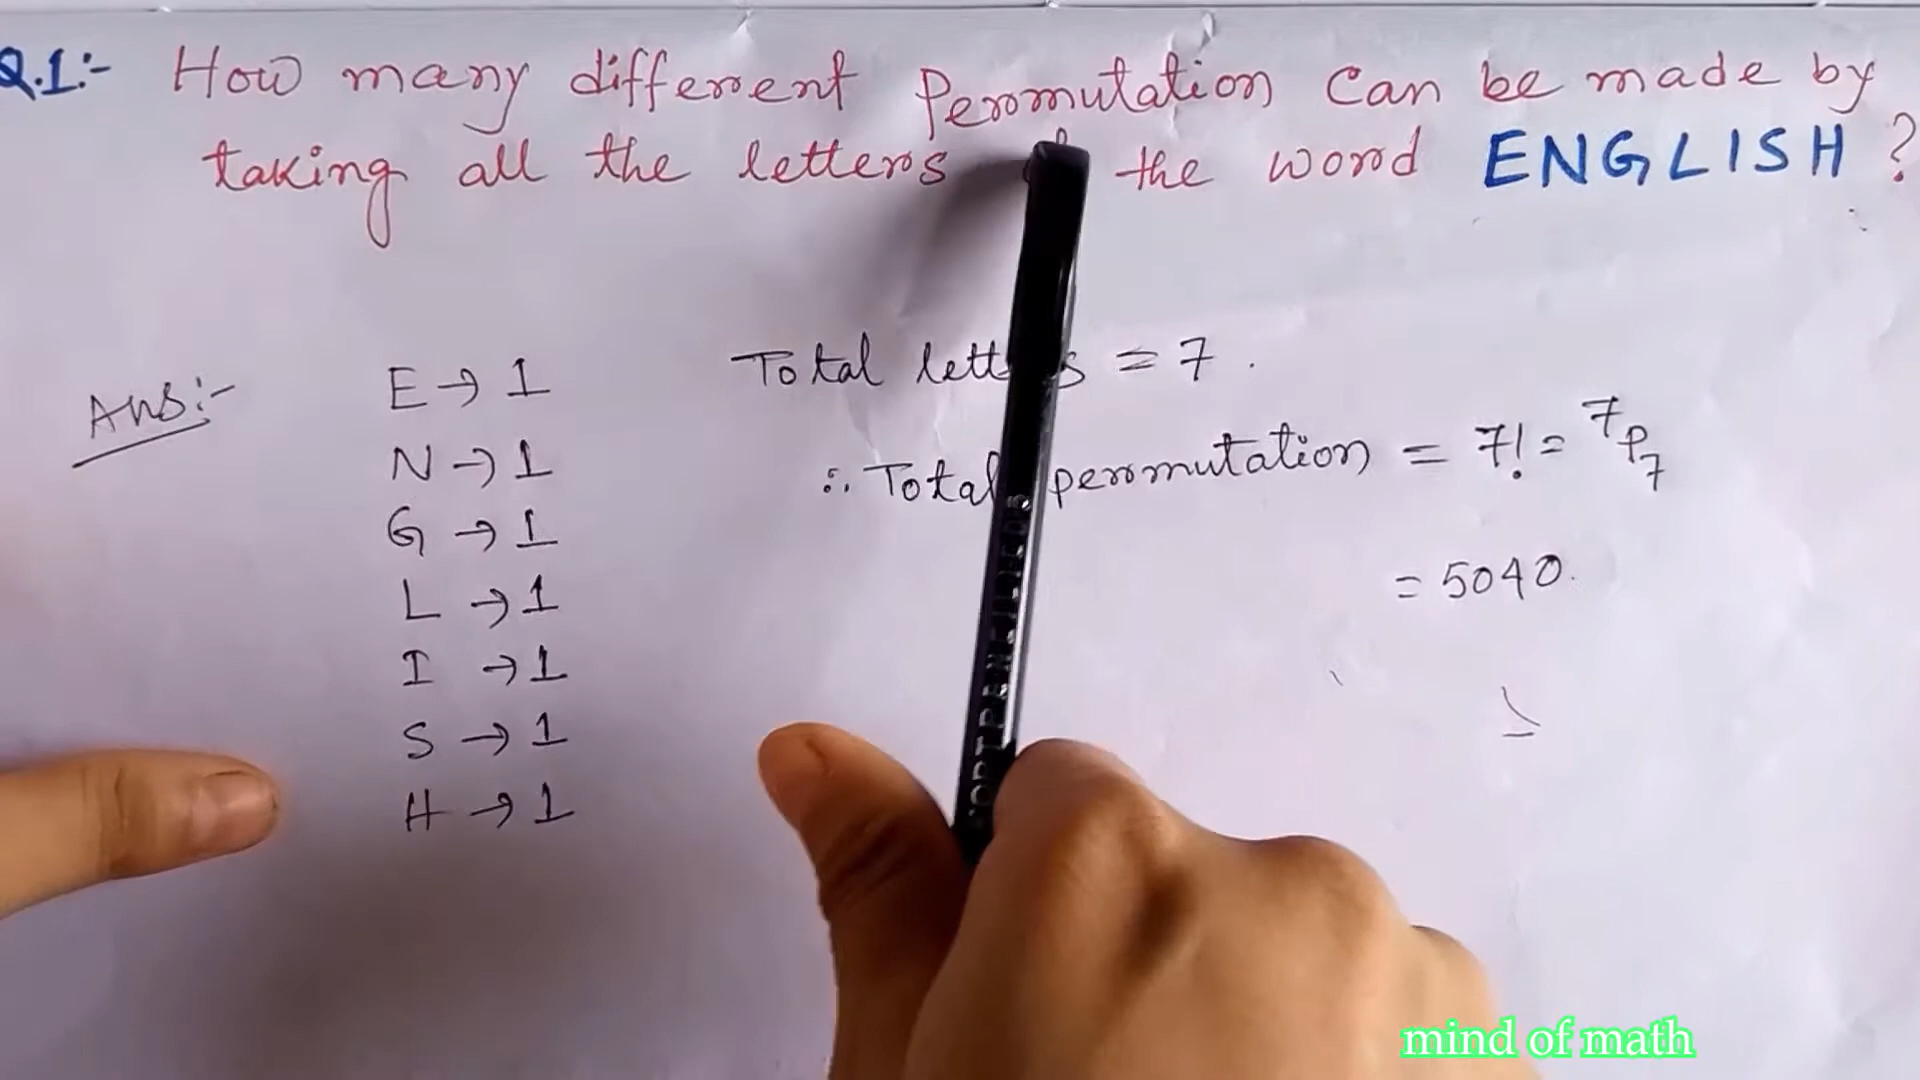 Q.1:- How many different Permutation can be made by
taking all the letters the word ENGLISH ?
Ans:-
E → 1
N → 1
G → 1
L → 1
I → 1
S → 1
H → 1
Total = 7.
∴ Total permutation = 7! = ⁷P₇
= 5040.
mind of math